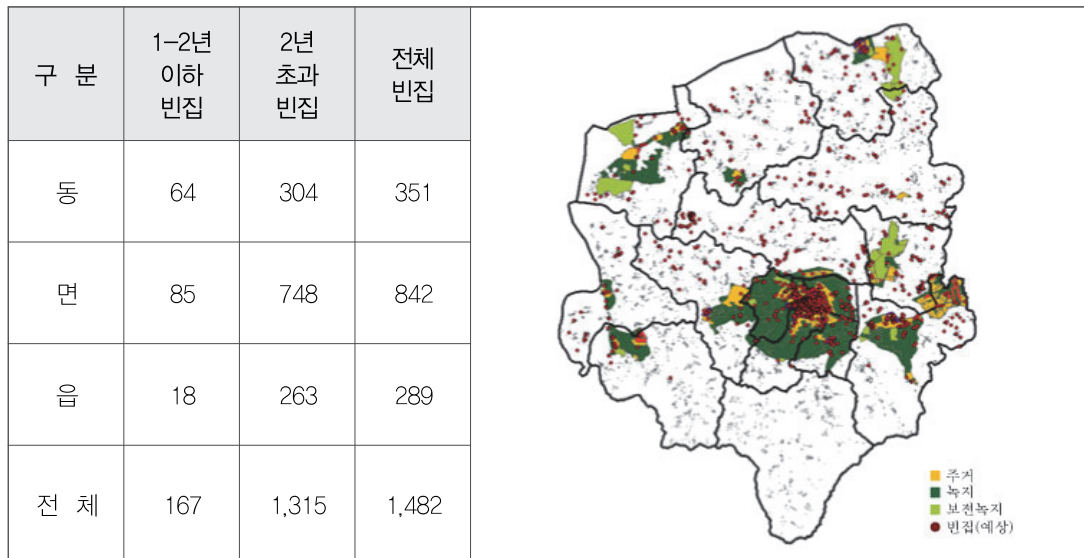 구 분
1-2년
이하
빈집
2년
초과
빈집
전체
빈집
동 64 304 351
면 85 748 842
읍 18 263 289
전 체 167 1,315 1,482
주거
녹지
보전녹지
빈집(예상)